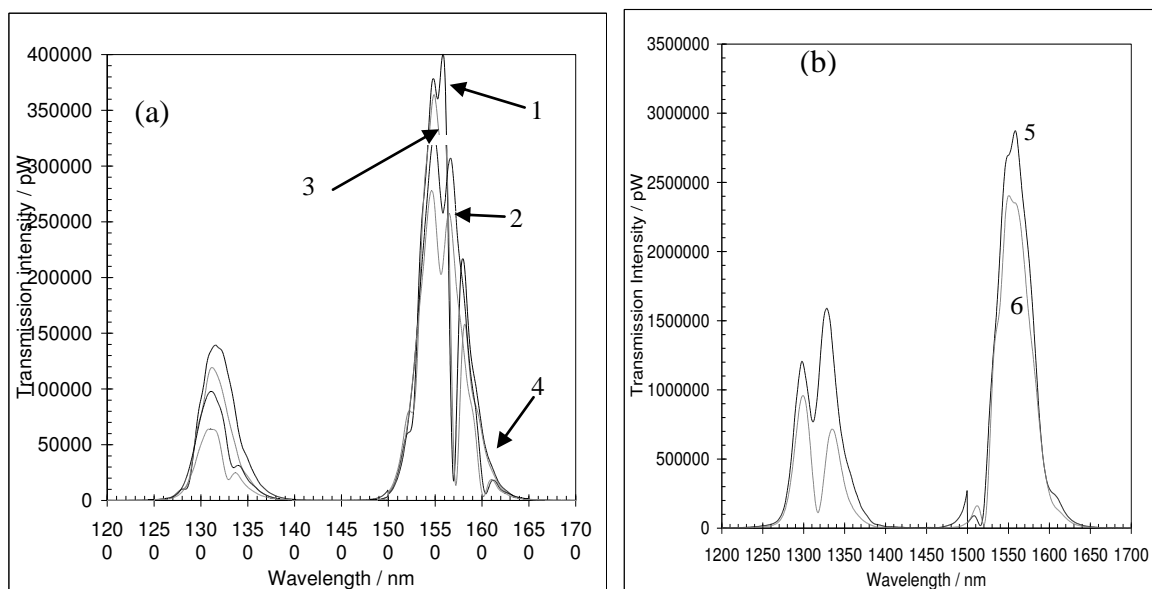 (a)
Transmission intensity / pW
400000
350000
300000
250000
200000
150000
100000
50000
0
1
3
2
4
120 125 130 135 140 145 150 155 160 165 170
0 0 0 0 0 0 0 0 0 0 0
Wavelength / nm
(b)
Transmission Intensity / pW
3500000
3000000
2500000
2000000
1500000
1000000
500000
0
5
6
1200 1250 1300 1350 1400 1450 1500 1550 1600 1650 1700
Wavelength / nm